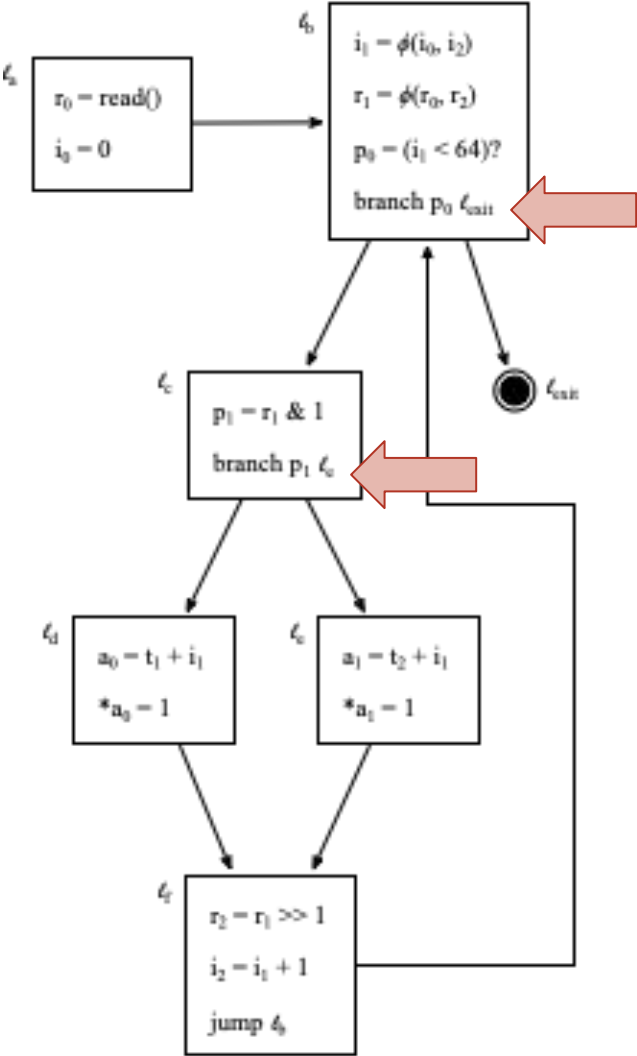 ℓa
r₀ = read()
i₀ = 0
ℓb
i₁ = ϕ(i₀, i₂)
r₁ = ϕ(r₀, r₂)
p₀ = (i₁ < 64)?
branch p₀ ℓexit
ℓexit
ℓc
p₁ = r₁ & 1
branch p₁ ℓe
ℓd
a₀ = t₁ + i₁
*a₀ = 1
ℓe
a₁ = t₂ + i₁
*a₁ = 1
ℓf
r₂ = r₁ >> 1
i₂ = i₁ + 1
jump ℓb